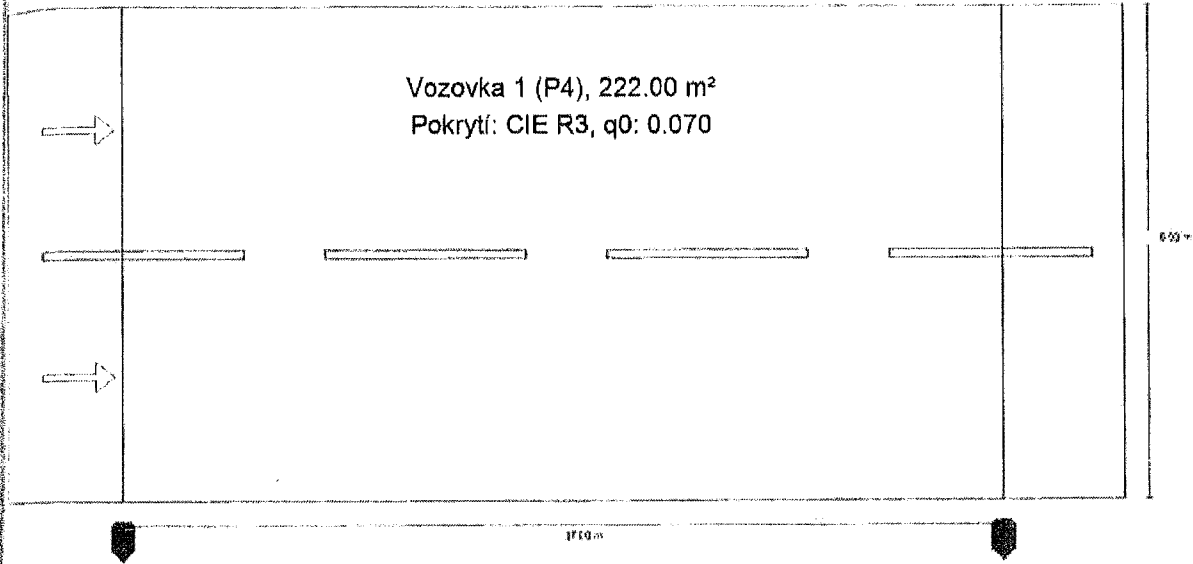 Vozovka 1 (P4), 222.00 m²
Pokrytí: CIE R3, q0: 0.070